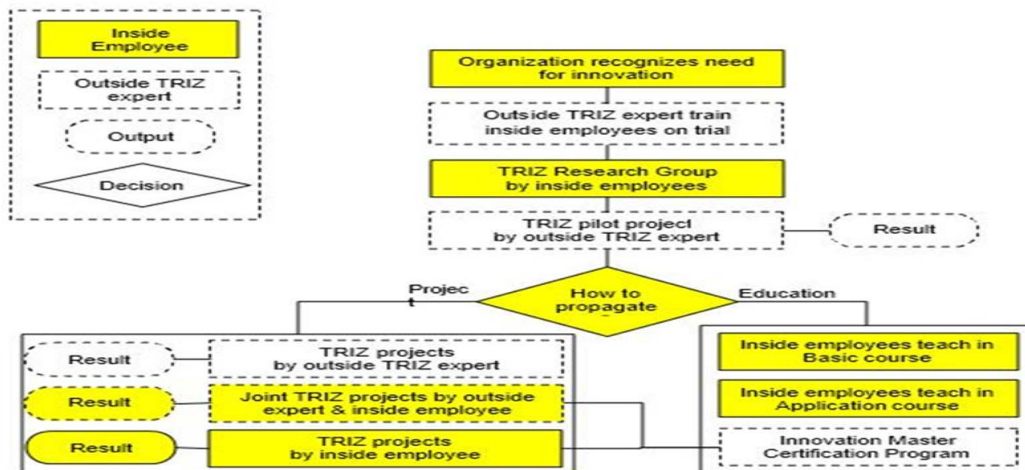 Inside
Employee
Outside TRIZ
expert
Output
Decision
Organization recognizes need
for innovation
Outside TRIZ expert train
inside employees on trial
TRIZ Research Group
by inside employees
TRIZ pilot project
by outside TRIZ expert
Result
How to
propagate
Projec
t
Education
Result
TRIZ projects
by outside TRIZ expert
Result
Joint TRIZ projects by outside
expert & inside employee
Result
TRIZ projects
by inside employee
Inside employees teach in
Basic course
Inside employees teach in
Application course
Innovation Master
Certification Program